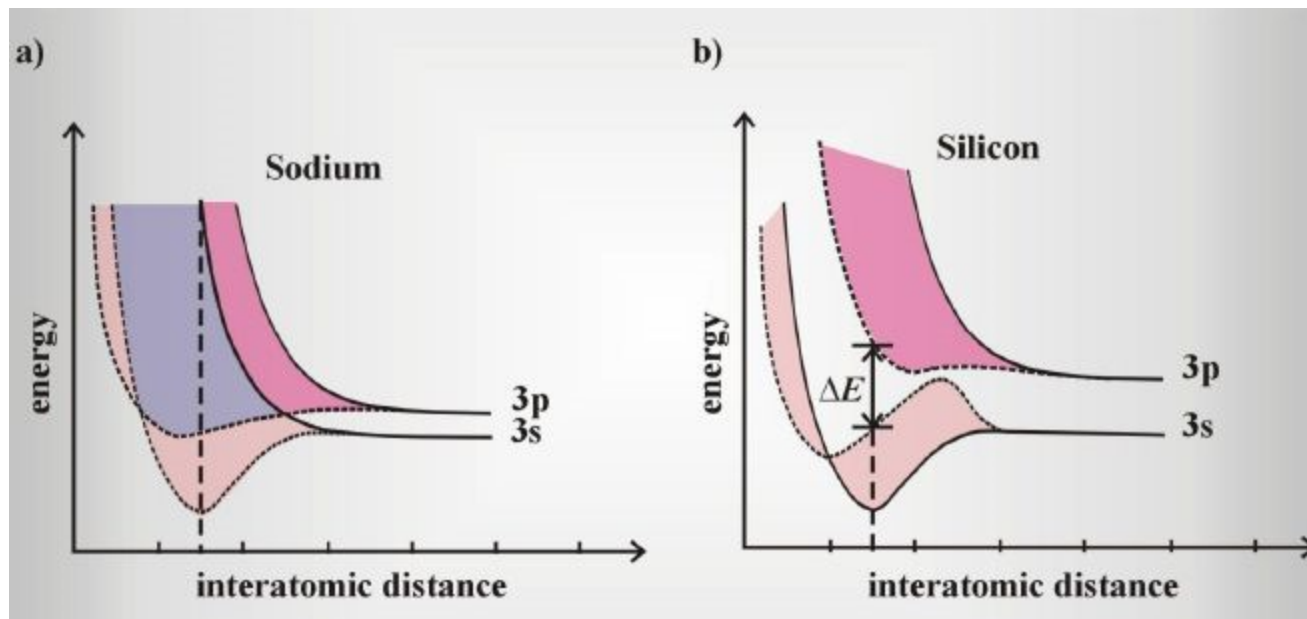 a)
Sodium
energy
3p
3s
interatomic distance
b)
Silicon
energy
ΔE
3p
3s
interatomic distance